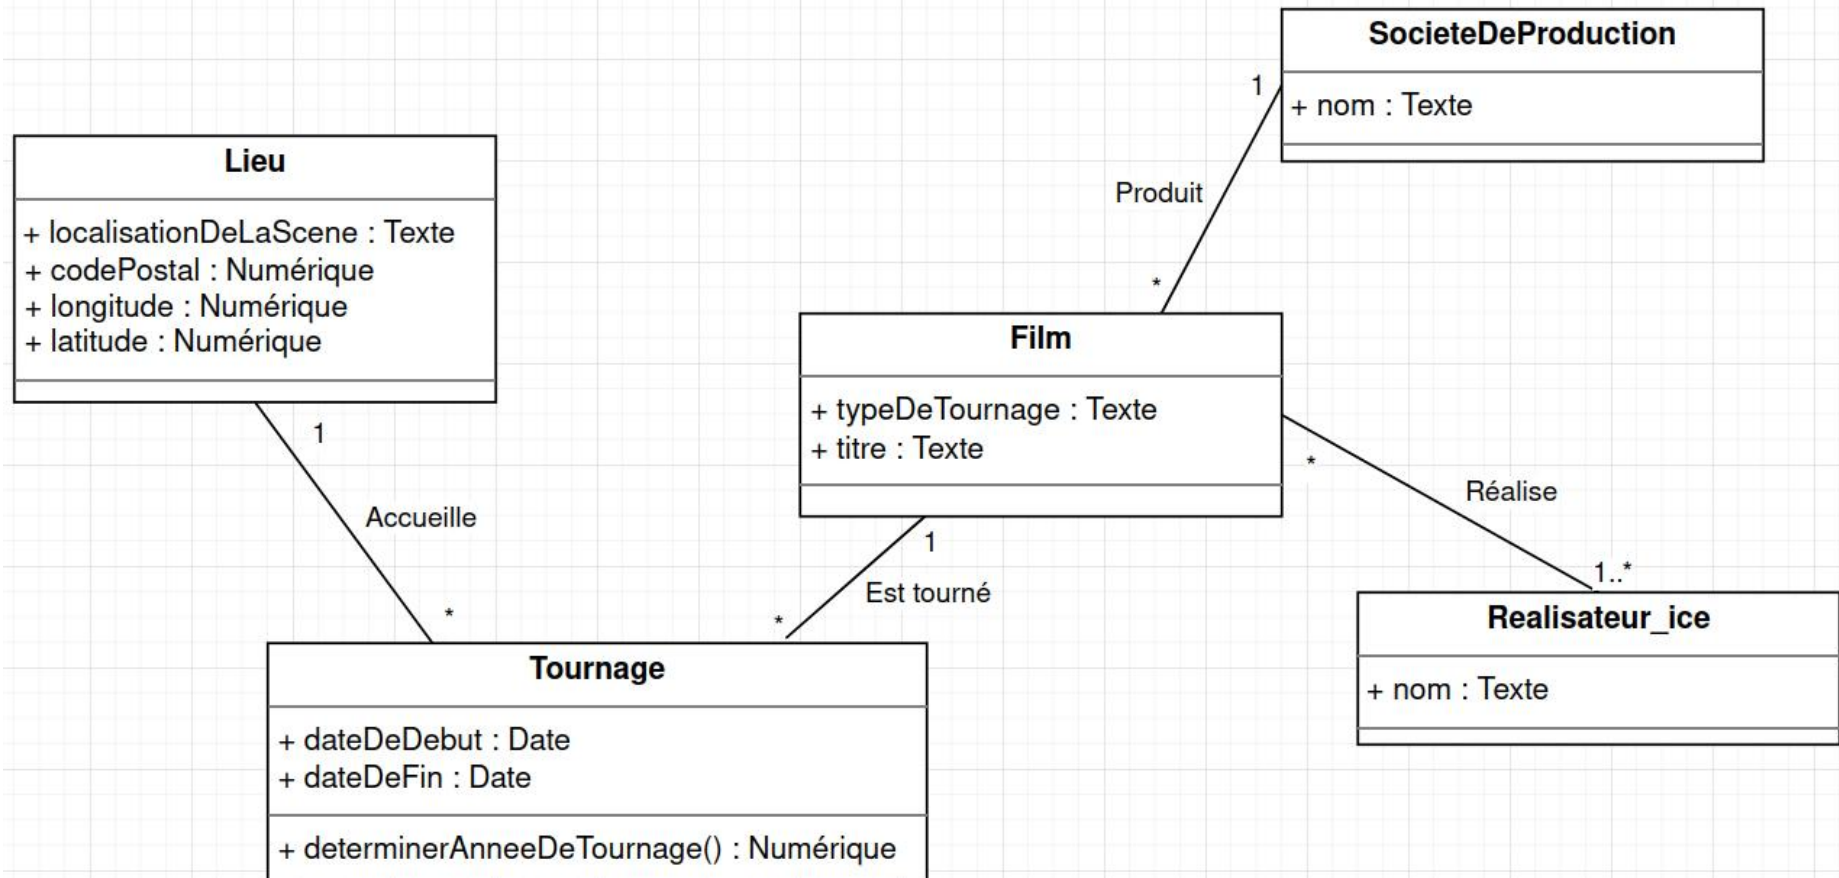 SocieteDeProduction
+ nom : Texte
1
Produit
*
Lieu
+ localisationDeLaScene : Texte
+ codePostal : Numérique
+ longitude : Numérique
+ latitude : Numérique
1
Accueille
*
Film
+ typeDeTournage : Texte
+ titre : Texte
1
Est tourné
*
*
Réalise
1..*
Realisateur_ice
+ nom : Texte
Tournage
+ dateDeDebut : Date
+ dateDeFin : Date
+ determinerAnneeDeTournage() : Numérique